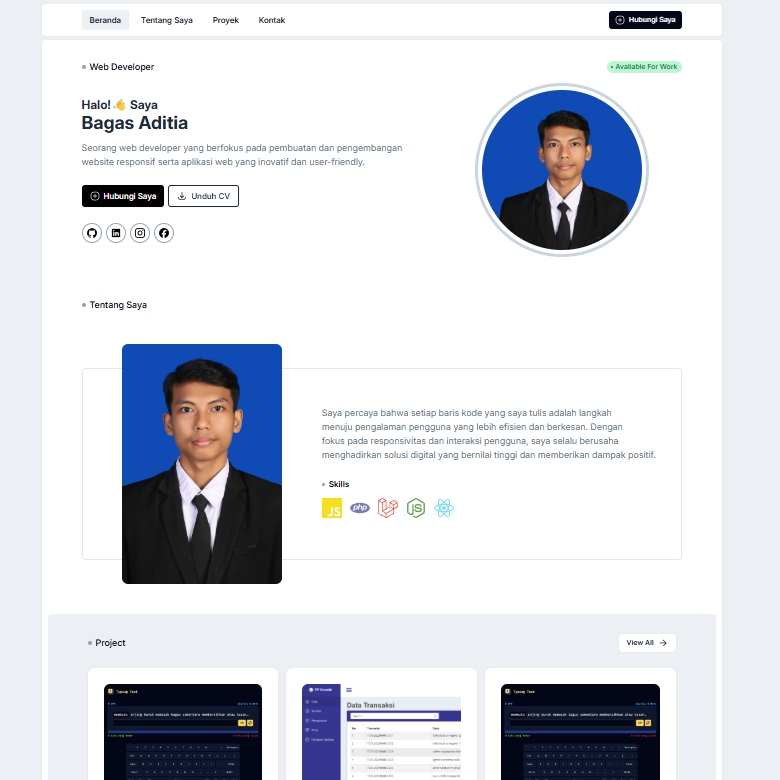 Beranda
Tentang Saya
Proyek
Kontak
Hubungi Saya
Web Developer
Available For Work
Halo!👋 Saya
Bagas Aditia
Seorang web developer yang berfokus pada pembuatan dan pengembangan
website responsif serta aplikasi web yang inovatif dan user-friendly.
Hubungi Saya
Unduh CV
Tentang Saya
Saya percaya bahwa setiap baris kode yang saya tulis adalah langkah
menuju pengalaman pengguna yang lebih efisien dan berkesan. Dengan
fokus pada responsivitas dan interaksi pengguna, saya selalu berusaha
menghadirkan solusi digital yang bernilai tinggi dan memberikan dampak positif.
Skills
JS
php
JS
Project
View All
Typing Test
Data Transaksi
Typing Test